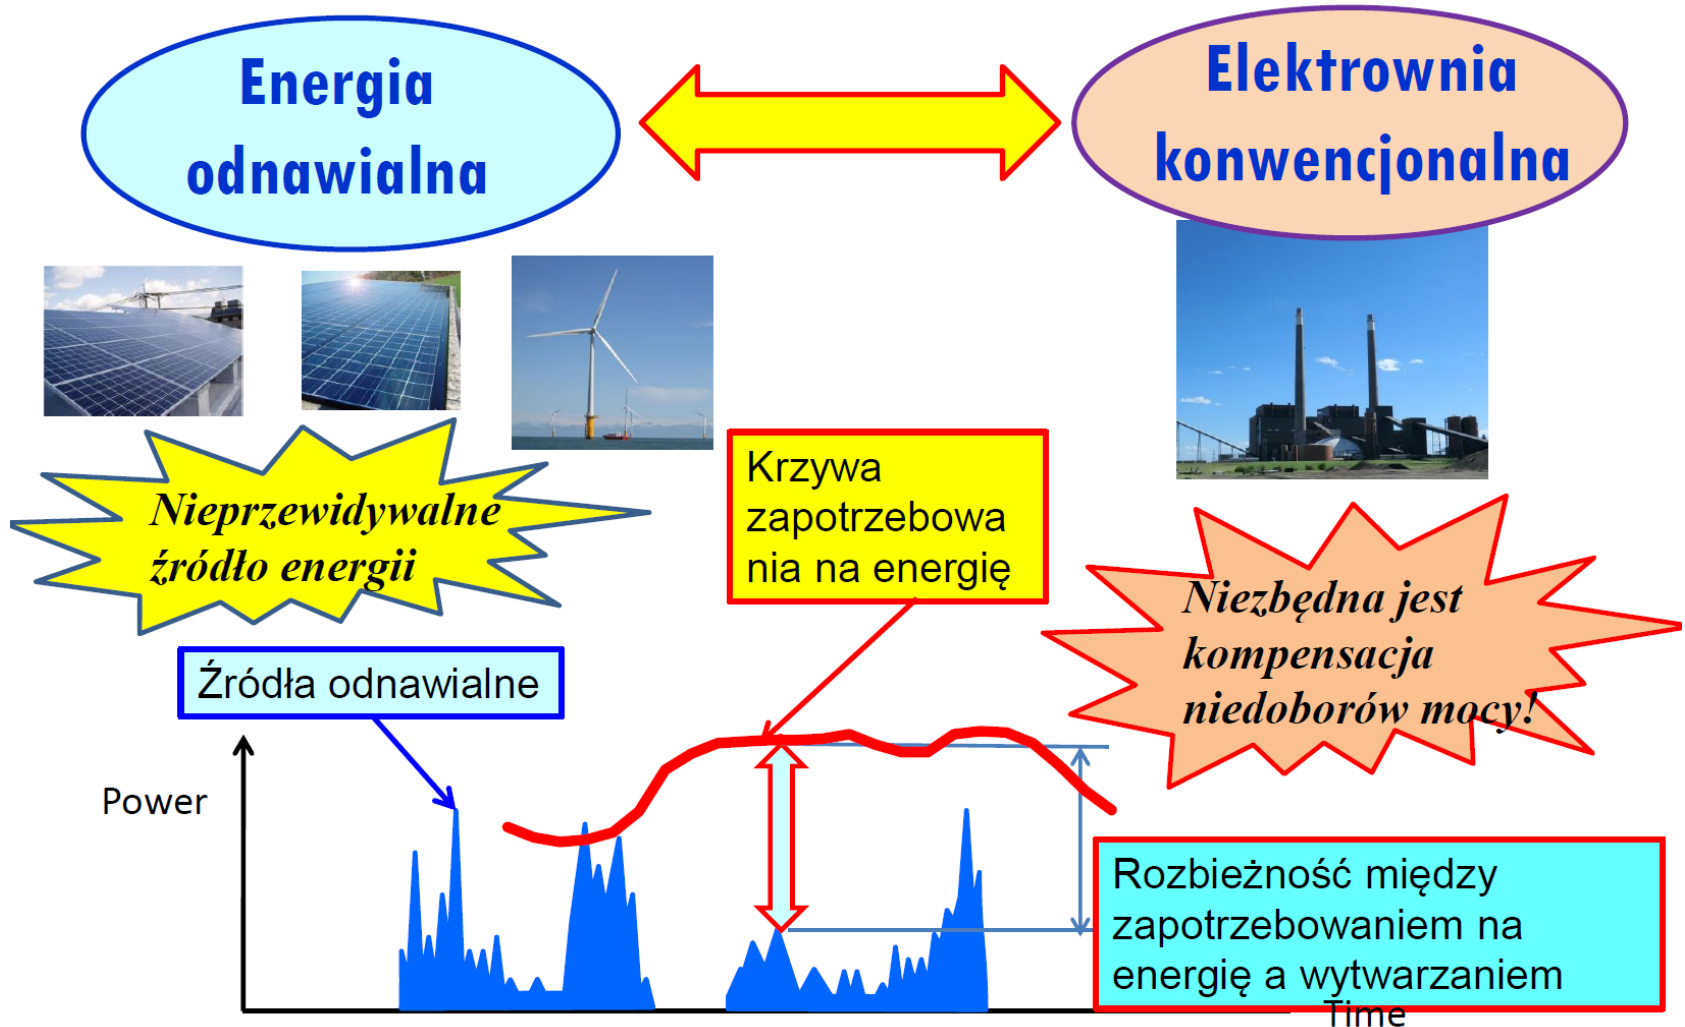 Energia
odnawialna
Elektrownia
konwencjonalna
Nieprzewidywalne
źródło energii
Krzywa
zapotrzebowa
nia na energię
Niezbędna jest
kompensacja
niedoborów mocy!
Źródła odnawialne
Power
Rozbieżność między
zapotrzebowaniem na
energię a wytwarzaniem
Time